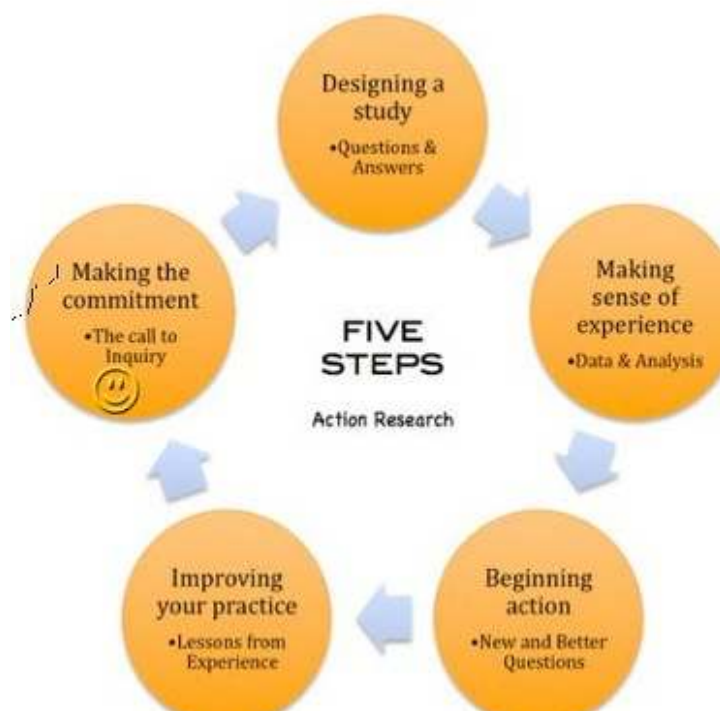 Designing a
study
•Questions &
Answers
Making
sense of
experience
•Data & Analysis
Beginning
action
•New and Better
Questions
Improving
your practice
•Lessons from
Experience
Making the
commitment
•The call to
Inquiry
FIVE
STEPS
Action Research